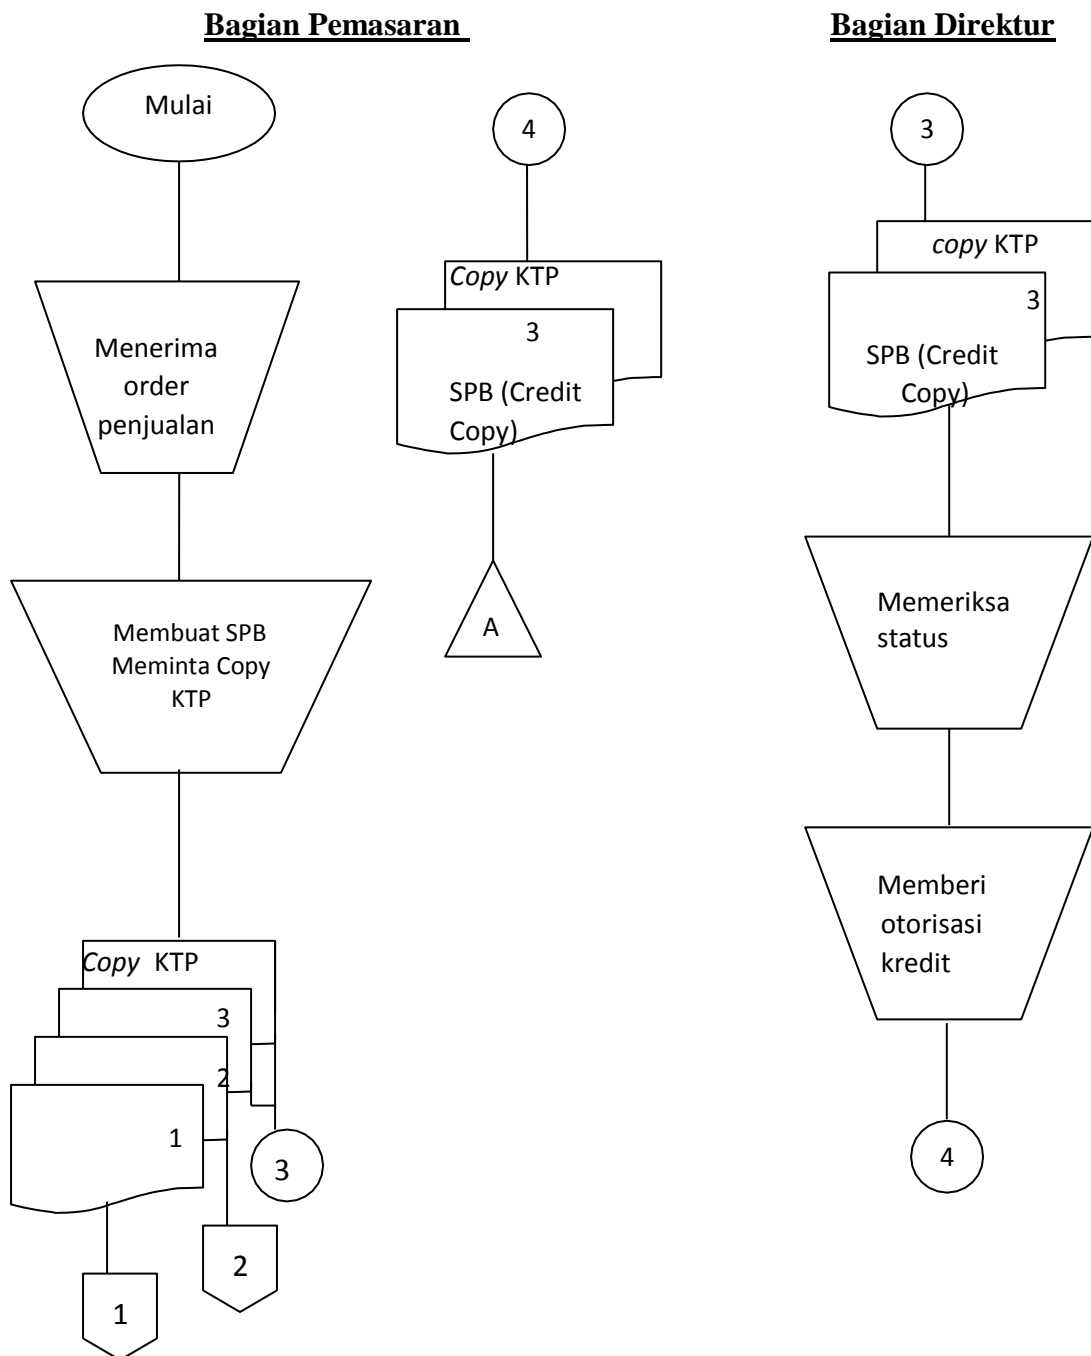 Bagian Pemasaran
Mulai
Menerima
order
penjualan
Membuat SPB
Meminta Copy
KTP
Copy KTP
3
2
1
3
2
1
4
Copy KTP
3
SPB (Credit
Copy)
A
Bagian Direktur
3
copy KTP
3
SPB (Credit
Copy)
Memeriksa
status
Memberi
otorisasi
kredit
4